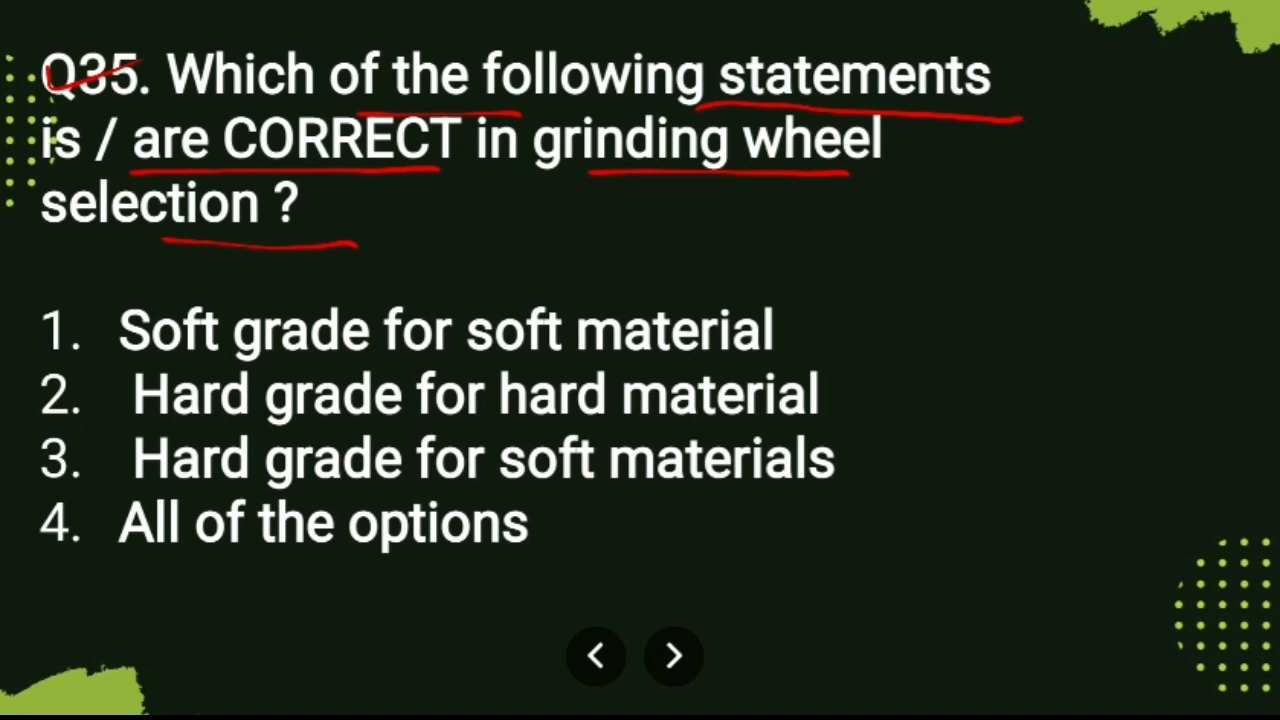 Q35. Which of the following statements
is / are CORRECT in grinding wheel
selection ?
1. Soft grade for soft material
2. Hard grade for hard material
3. Hard grade for soft materials
4. All of the options